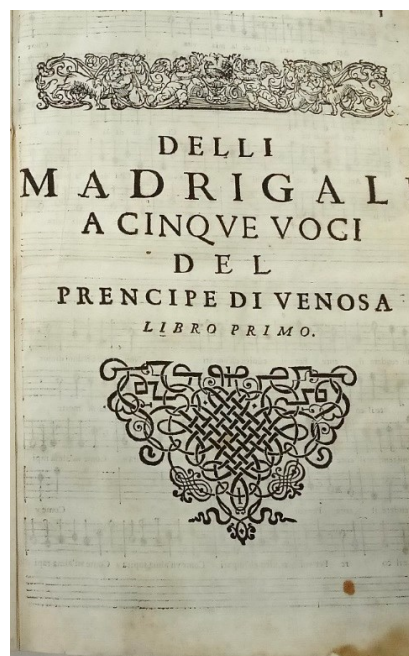 DELLI
MADRIGALI
A CINQVE VOCI
DEL
PRENCIPE DI VENOSA
LIBRO PRIMO.